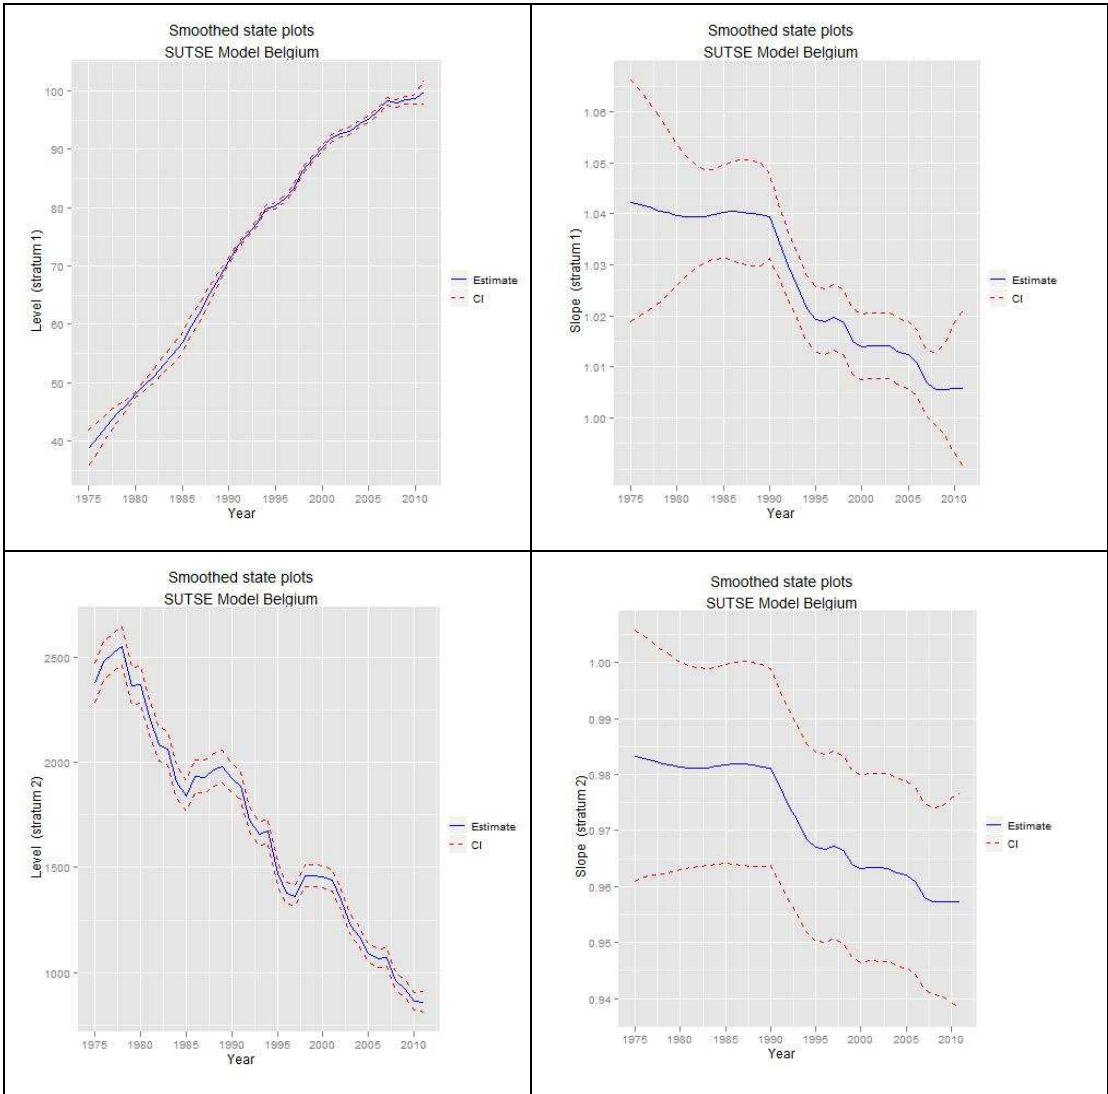 Smoothed state plots
SUTSE Model Belgium
100
90
80
70
60
50
40
Level (stratum 1)
1975 1980 1985 1990 1995 2000 2005 2010
Year
Estimate
CI
Smoothed state plots
SUTSE Model Belgium
1.06
1.05
1.04
1.03
1.02
1.01
1.00
Slope (stratum 1)
1975 1980 1985 1990 1995 2000 2005 2010
Year
Estimate
CI
Smoothed state plots
SUTSE Model Belgium
2500
2000
1500
1000
Level (stratum 2)
1975 1980 1985 1990 1995 2000 2005 2010
Year
Estimate
CI
Smoothed state plots
SUTSE Model Belgium
1.00
0.99
0.98
0.97
0.96
0.95
0.94
Slope (stratum 2)
1975 1980 1985 1990 1995 2000 2005 2010
Year
Estimate
CI